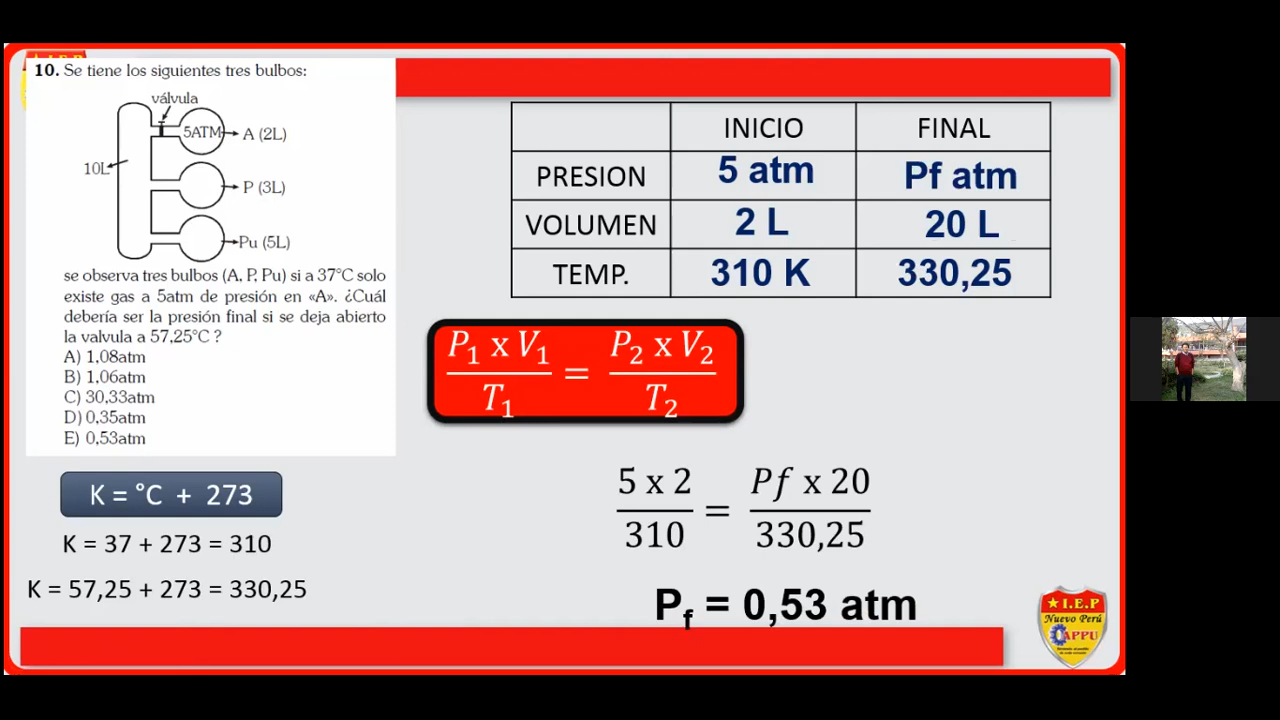 ★ I.E.P
10. Se tiene los siguientes tres bulbos:
válvula
5ATM
A (2L)
10L
P (3L)
Pu (5L)
se observa tres bulbos (A, P, Pu) si a 37°C solo
existe gas a 5atm de presión en «A». ¿Cuál
debería ser la presión final si se deja abierto
la valvula a 57,25°C ?
A) 1,08atm
B) 1,06atm
C) 30,33atm
D) 0,35atm
E) 0,53atm
K = °C + 273
K = 37 + 273 = 310
K = 57,25 + 273 = 330,25
INICIO FINAL
PRESION 5 atm Pf atm
VOLUMEN 2 L 20 L
TEMP. 310 K 330,25
P₁ x V₁ / T₁ = P₂ x V₂ / T₂
5 x 2 / 310 = Pf x 20 / 330,25
Pf = 0,53 atm
★ I.E.P
Nuevo Perú
CAPPU